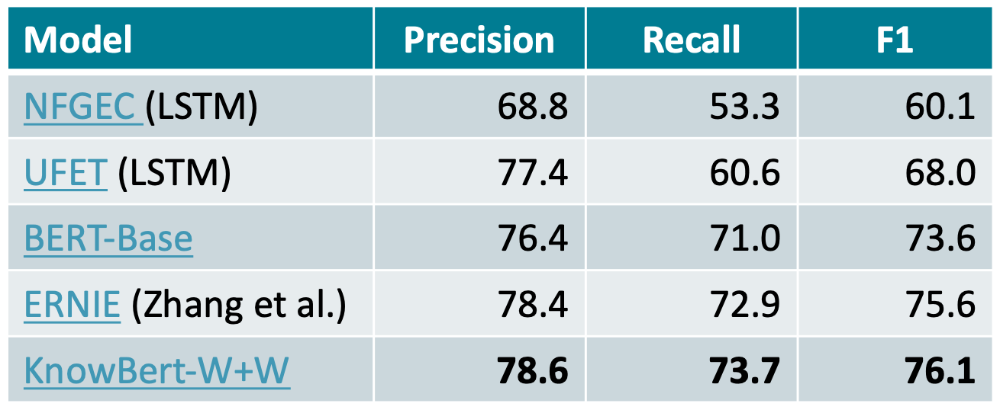 Model Precision Recall F1
NFGEC (LSTM) 68.8 53.3 60.1
UFET (LSTM) 77.4 60.6 68.0
BERT-Base 76.4 71.0 73.6
ERNIE (Zhang et al.) 78.4 72.9 75.6
KnowBert-W+W 78.6 73.7 76.1